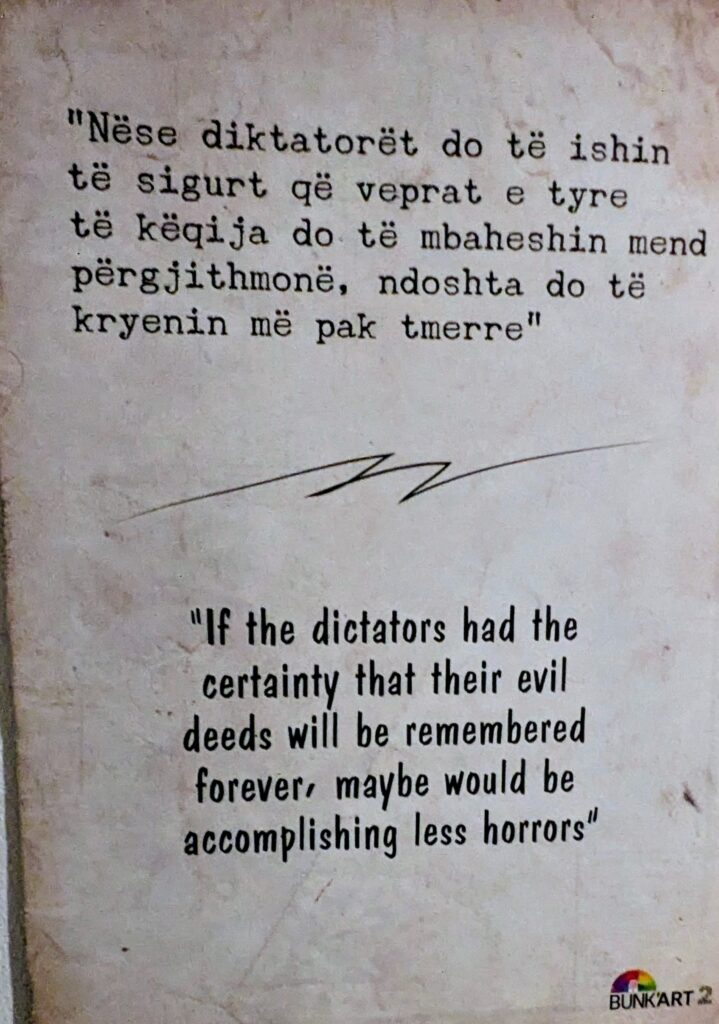 "Nëse diktatorët do të ishin
të sigurt që veprat e tyre
të këqija do të mbaheshin mend
përgjithmonë, ndoshta do të
kryenin më pak tmerre"
"If the dictators had the
certainty that their evil
deeds will be remembered
forever, maybe would be
accomplishing less horrors"
BUNK'ART 2